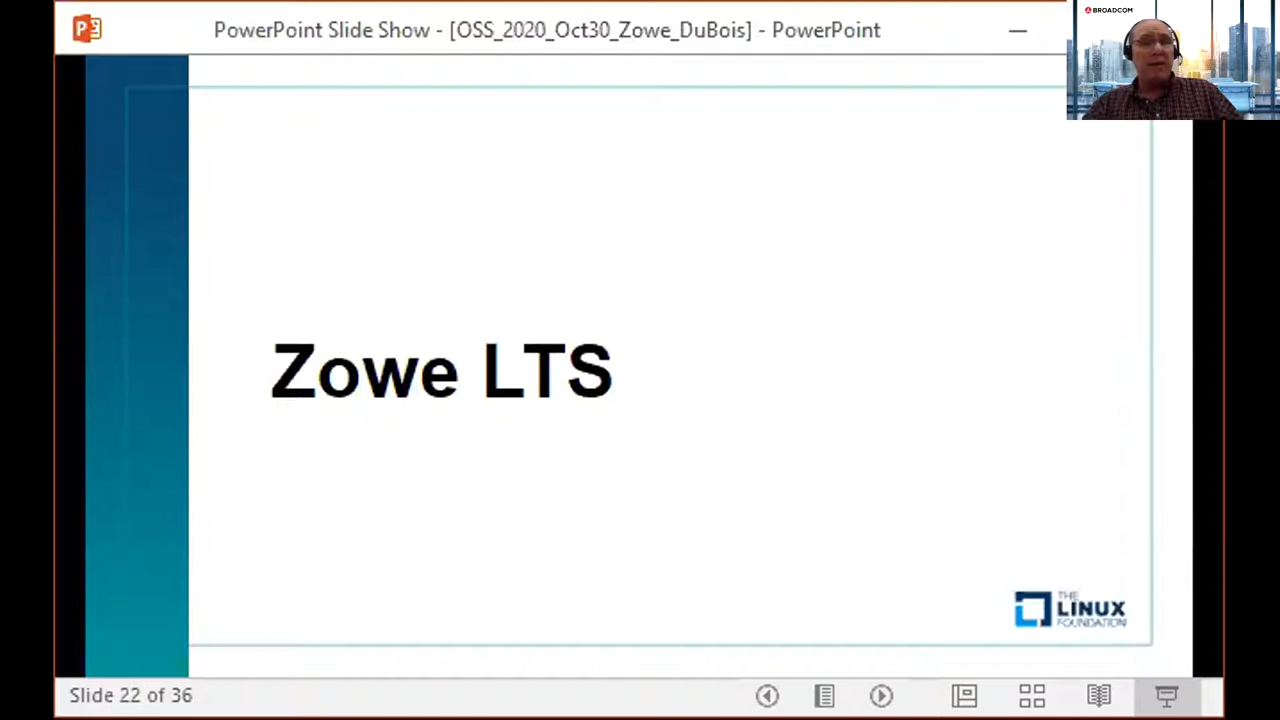 PowerPoint Slide Show - [OSS_2020_Oct30_Zowe_DuBois] - PowerPoint
BROADCOM
Zowe LTS
THE
LINUX
FOUNDATION
Slide 22 of 36